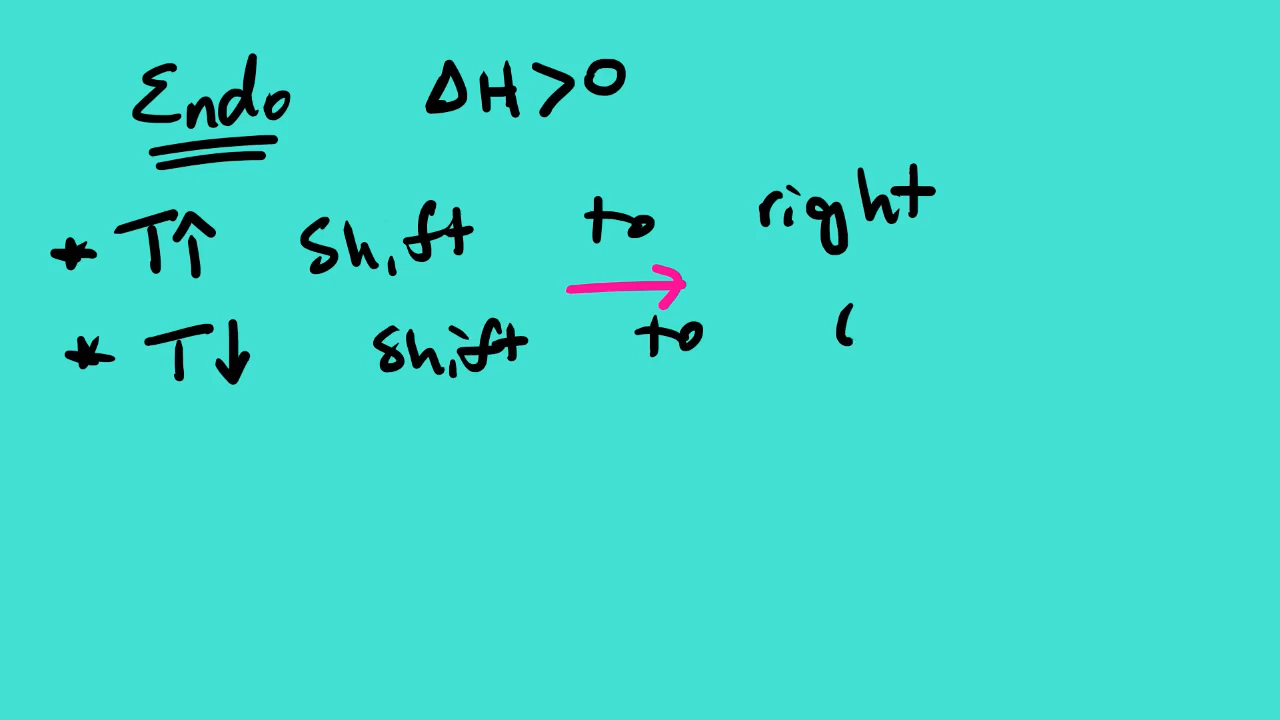 Endo ΔH>0
* T↑ shift to right
→
* T↓ shift to